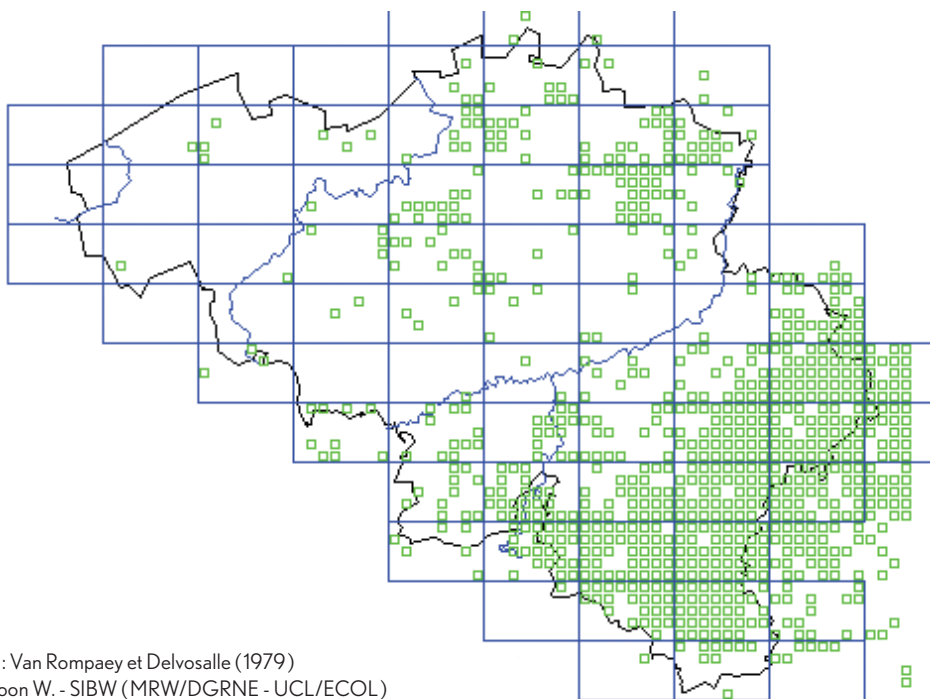 : Van Rompaey et Delvosalle (1979)
oon W. - SIBW (MRW/DGRNE - UCL/ECOL)